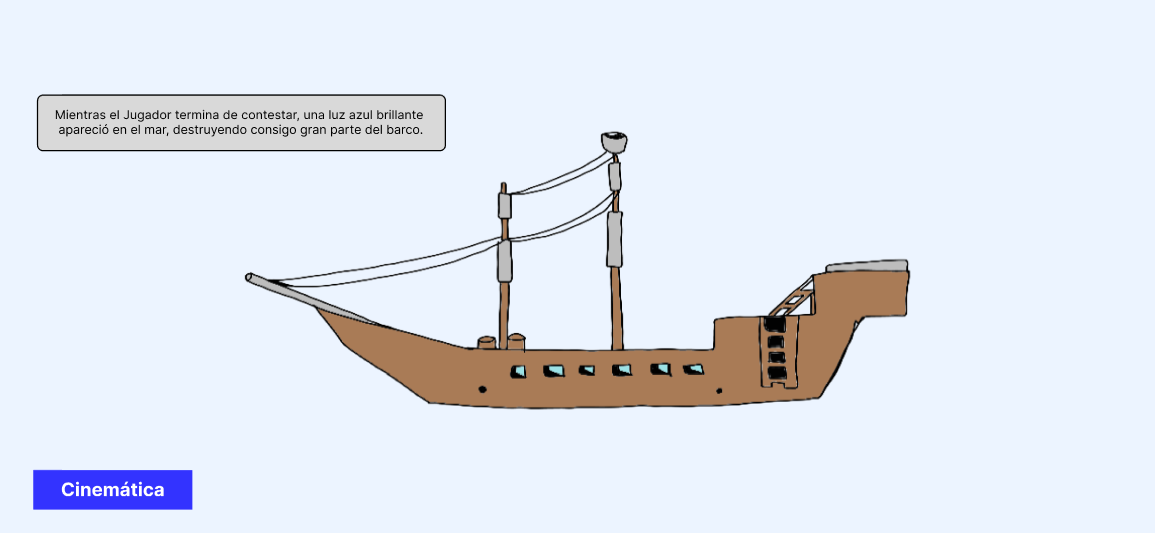 Mientras el Jugador termina de contestar, una luz azul brillante
apareció en el mar, destruyendo consigo gran parte del barco.
Cinemática